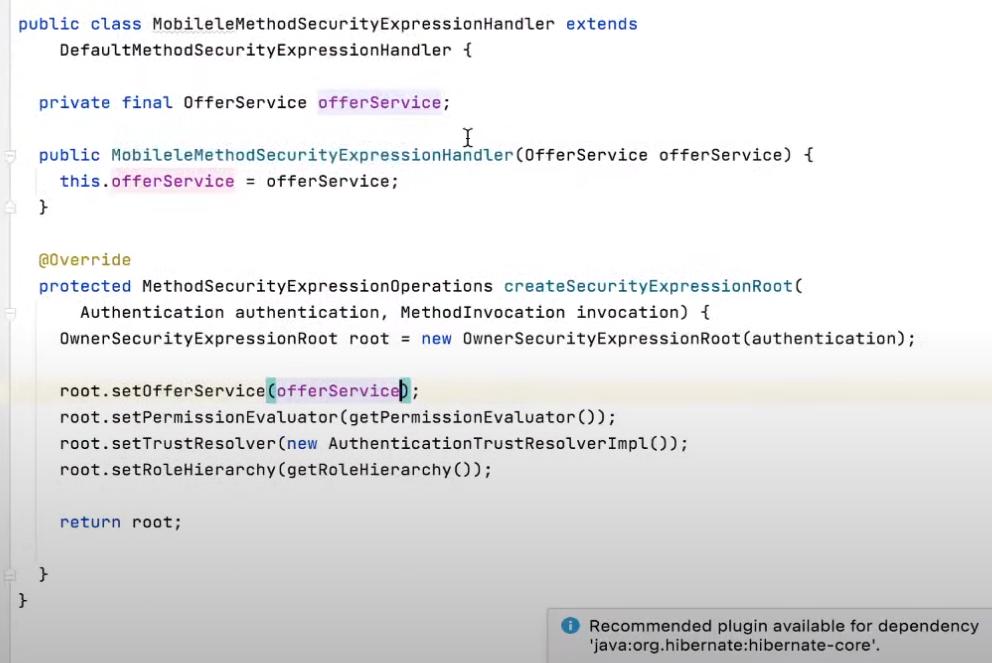 public class MobileleMethodSecurityExpressionHandler extends
DefaultMethodSecurityExpressionHandler {
private final OfferService offerService;
public MobileleMethodSecurityExpressionHandler(OfferService offerService) {
this.offerService = offerService;
}
@Override
protected MethodSecurityExpressionOperations createSecurityExpressionRoot(
Authentication authentication, MethodInvocation invocation) {
OwnerSecurityExpressionRoot root = new OwnerSecurityExpressionRoot(authentication);
root.setOfferService(offerService);
root.setPermissionEvaluator(getPermissionEvaluator());
root.setTrustResolver(new AuthenticationTrustResolverImpl());
root.setRoleHierarchy(getRoleHierarchy());
return root;
}
}
Recommended plugin available for dependency
'java:org.hibernate:hibernate-core'.